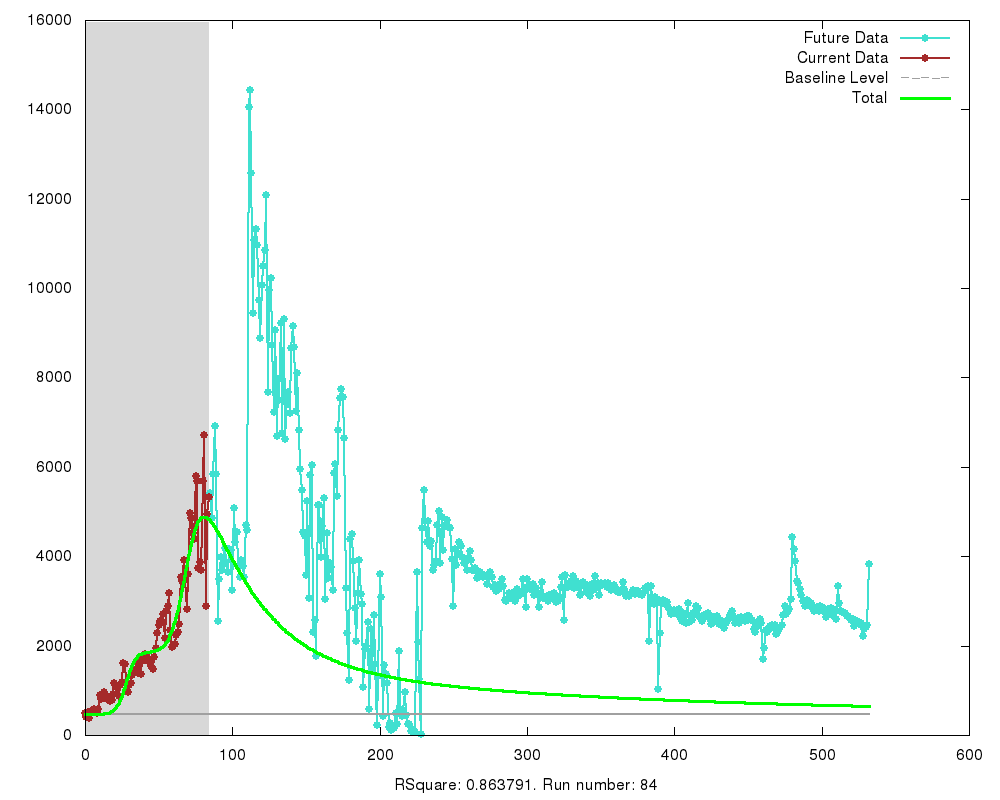 16000
14000
12000
10000
8000
6000
4000
2000
0
Future Data
Current Data
Baseline Level
Total
0 100 200 300 400 500 600
RSquare: 0.863791. Run number: 84